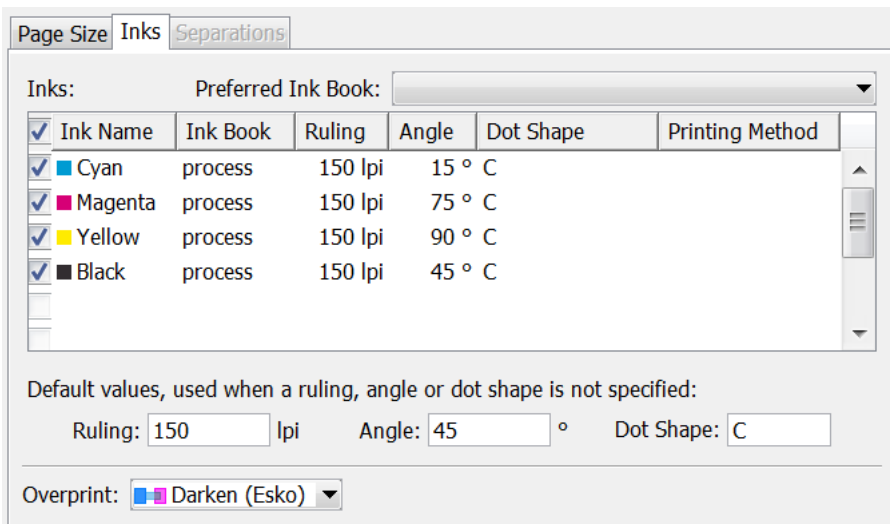 Page Size Inks Separations
Inks: Preferred Ink Book:
Ink Name Ink Book Ruling Angle Dot Shape Printing Method
Cyan process 150 lpi 15 ° C
Magenta process 150 lpi 75 ° C
Yellow process 150 lpi 90 ° C
Black process 150 lpi 45 ° C
Default values, used when a ruling, angle or dot shape is not specified:
Ruling: 150 lpi Angle: 45 ° Dot Shape: C
Overprint: Darken (Esko)